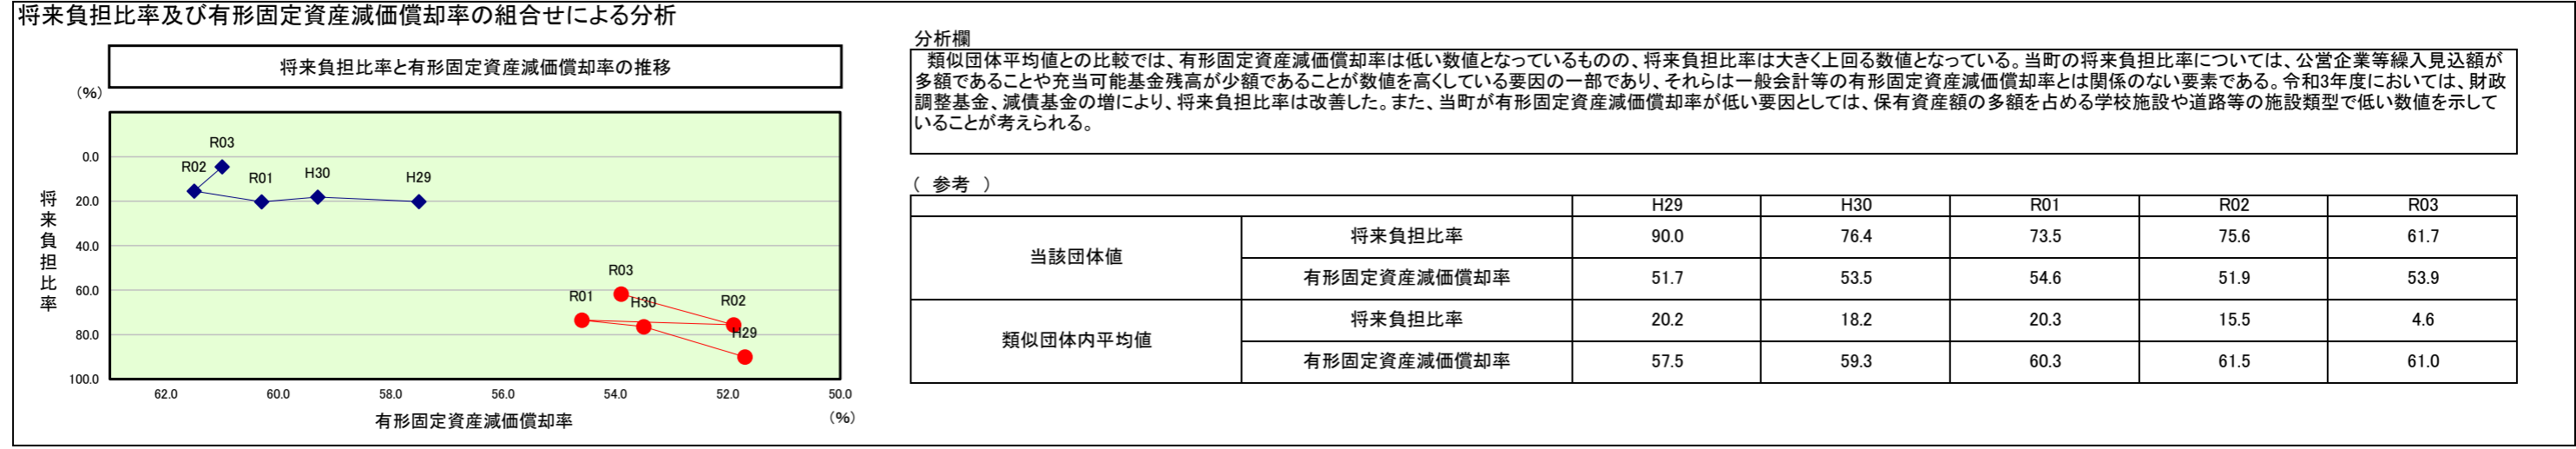 将来負担比率及び有形固定資産減価償却率の組合せによる分析
将来負担比率と有形固定資産減価償却率の推移
(%)
0.0
20.0
40.0
60.0
80.0
100.0
将来負担比率
R03
R02
R01
H30
H29
R03
R01
H30
R02
H29
62.0 60.0 58.0 56.0 54.0 52.0 50.0
有形固定資産減価償却率
(%)
分析欄
類似団体平均値との比較では、有形固定資産減価償却率は低い数値となっているものの、将来負担比率は大きく上回る数値となっている。当町の将来負担比率については、公営企業等繰入見込額が
多額であることや充当可能基金残高が少額であることが数値を高くしている要因の一部であり、それらは一般会計等の有形固定資産減価償却率とは関係のない要素である。令和3年度においては、財政
調整基金、減債基金の増により、将来負担比率は改善した。また、当町が有形固定資産減価償却率が低い要因としては、保有資産額の多額を占める学校施設や道路等の施設類型で低い数値を示して
いることが考えられる。
( 参考 )
H29 H30 R01 R02 R03
当該団体値
将来負担比率 90.0 76.4 73.5 75.6 61.7
有形固定資産減価償却率 51.7 53.5 54.6 51.9 53.9
類似団体内平均値
将来負担比率 20.2 18.2 20.3 15.5 4.6
有形固定資産減価償却率 57.5 59.3 60.3 61.5 61.0